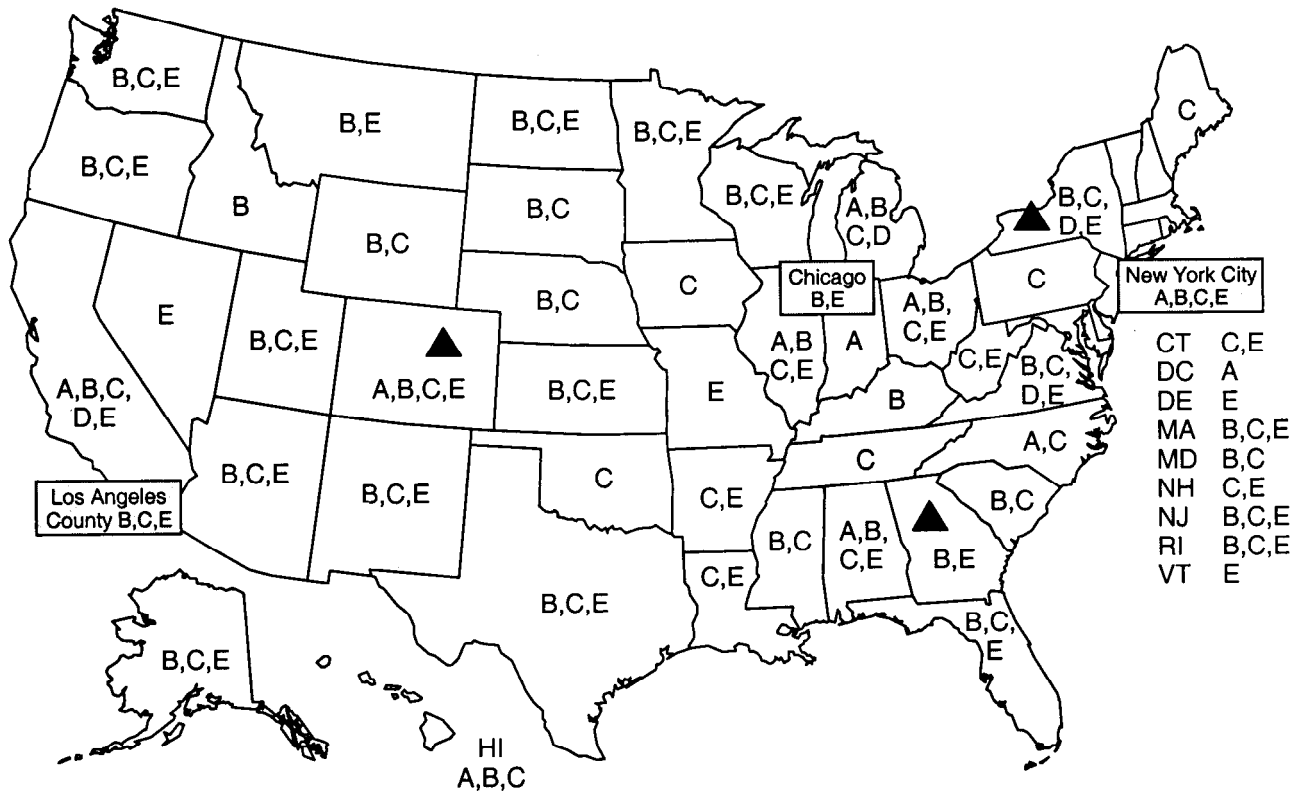 B,C,E
B,E
B,C,E
B,C,E
C
B,C,E
B
B,C
B,C
B,C,E
A,B
C,D
B,C,
D,E
E
B,C,E
B,C
C
Chicago
B,E
A,B,
C,E
C
New York City
A,B,C,E
A,B,C,
D,E
A,B,C,E
B,C,E
E
A,B
C,E
A
B
C,E
B,C,
D,E
CT C,E
DC A
DE E
MA B,C,E
MD B,C
NH C,E
NJ B,C,E
RI B,C,E
VT E
Los Angeles
County B,C,E
B,C,E
B,C,E
C
C,E
C
A,C
B,C
B,C
A,B,
C,E
B,E
B,C,E
C,E
B,C,
E
B,C,E
HI
A,B,C